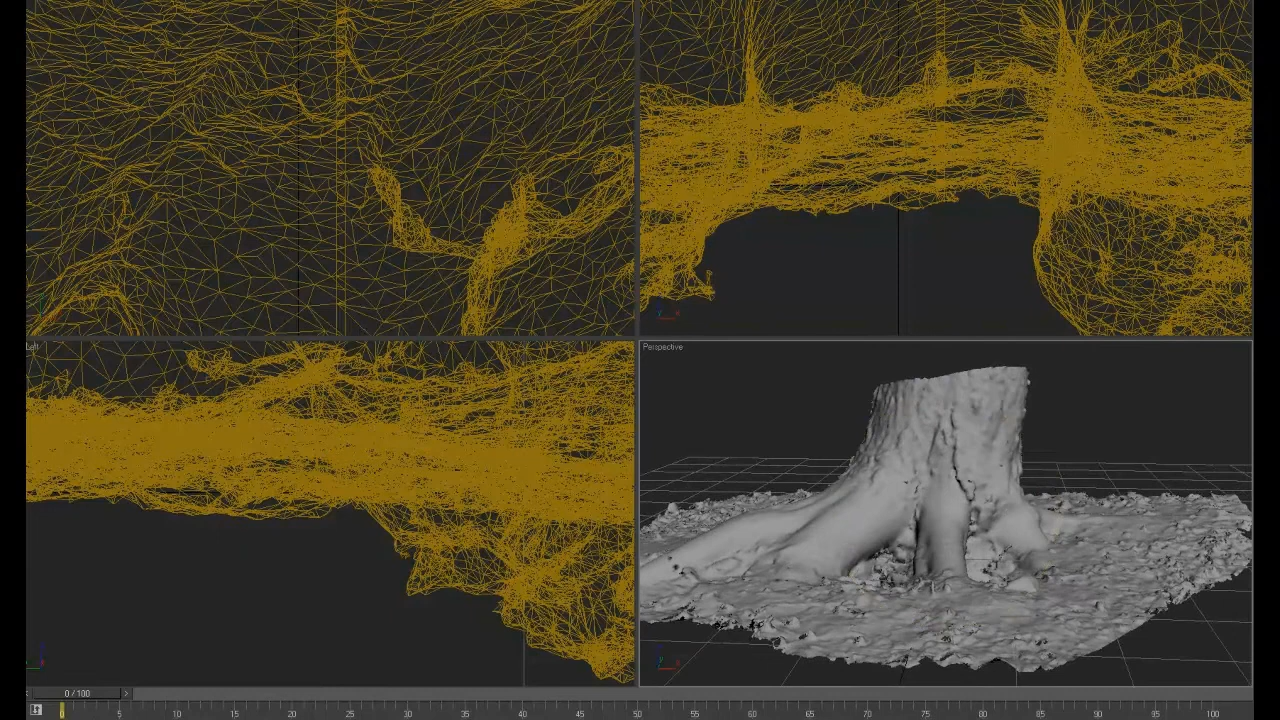 Left
Perspective
y x
y x
< 0 / 100 >
0 5 10 15 20 25 30 35 40 45 50 55 60 65 70 75 80 85 90 95 100